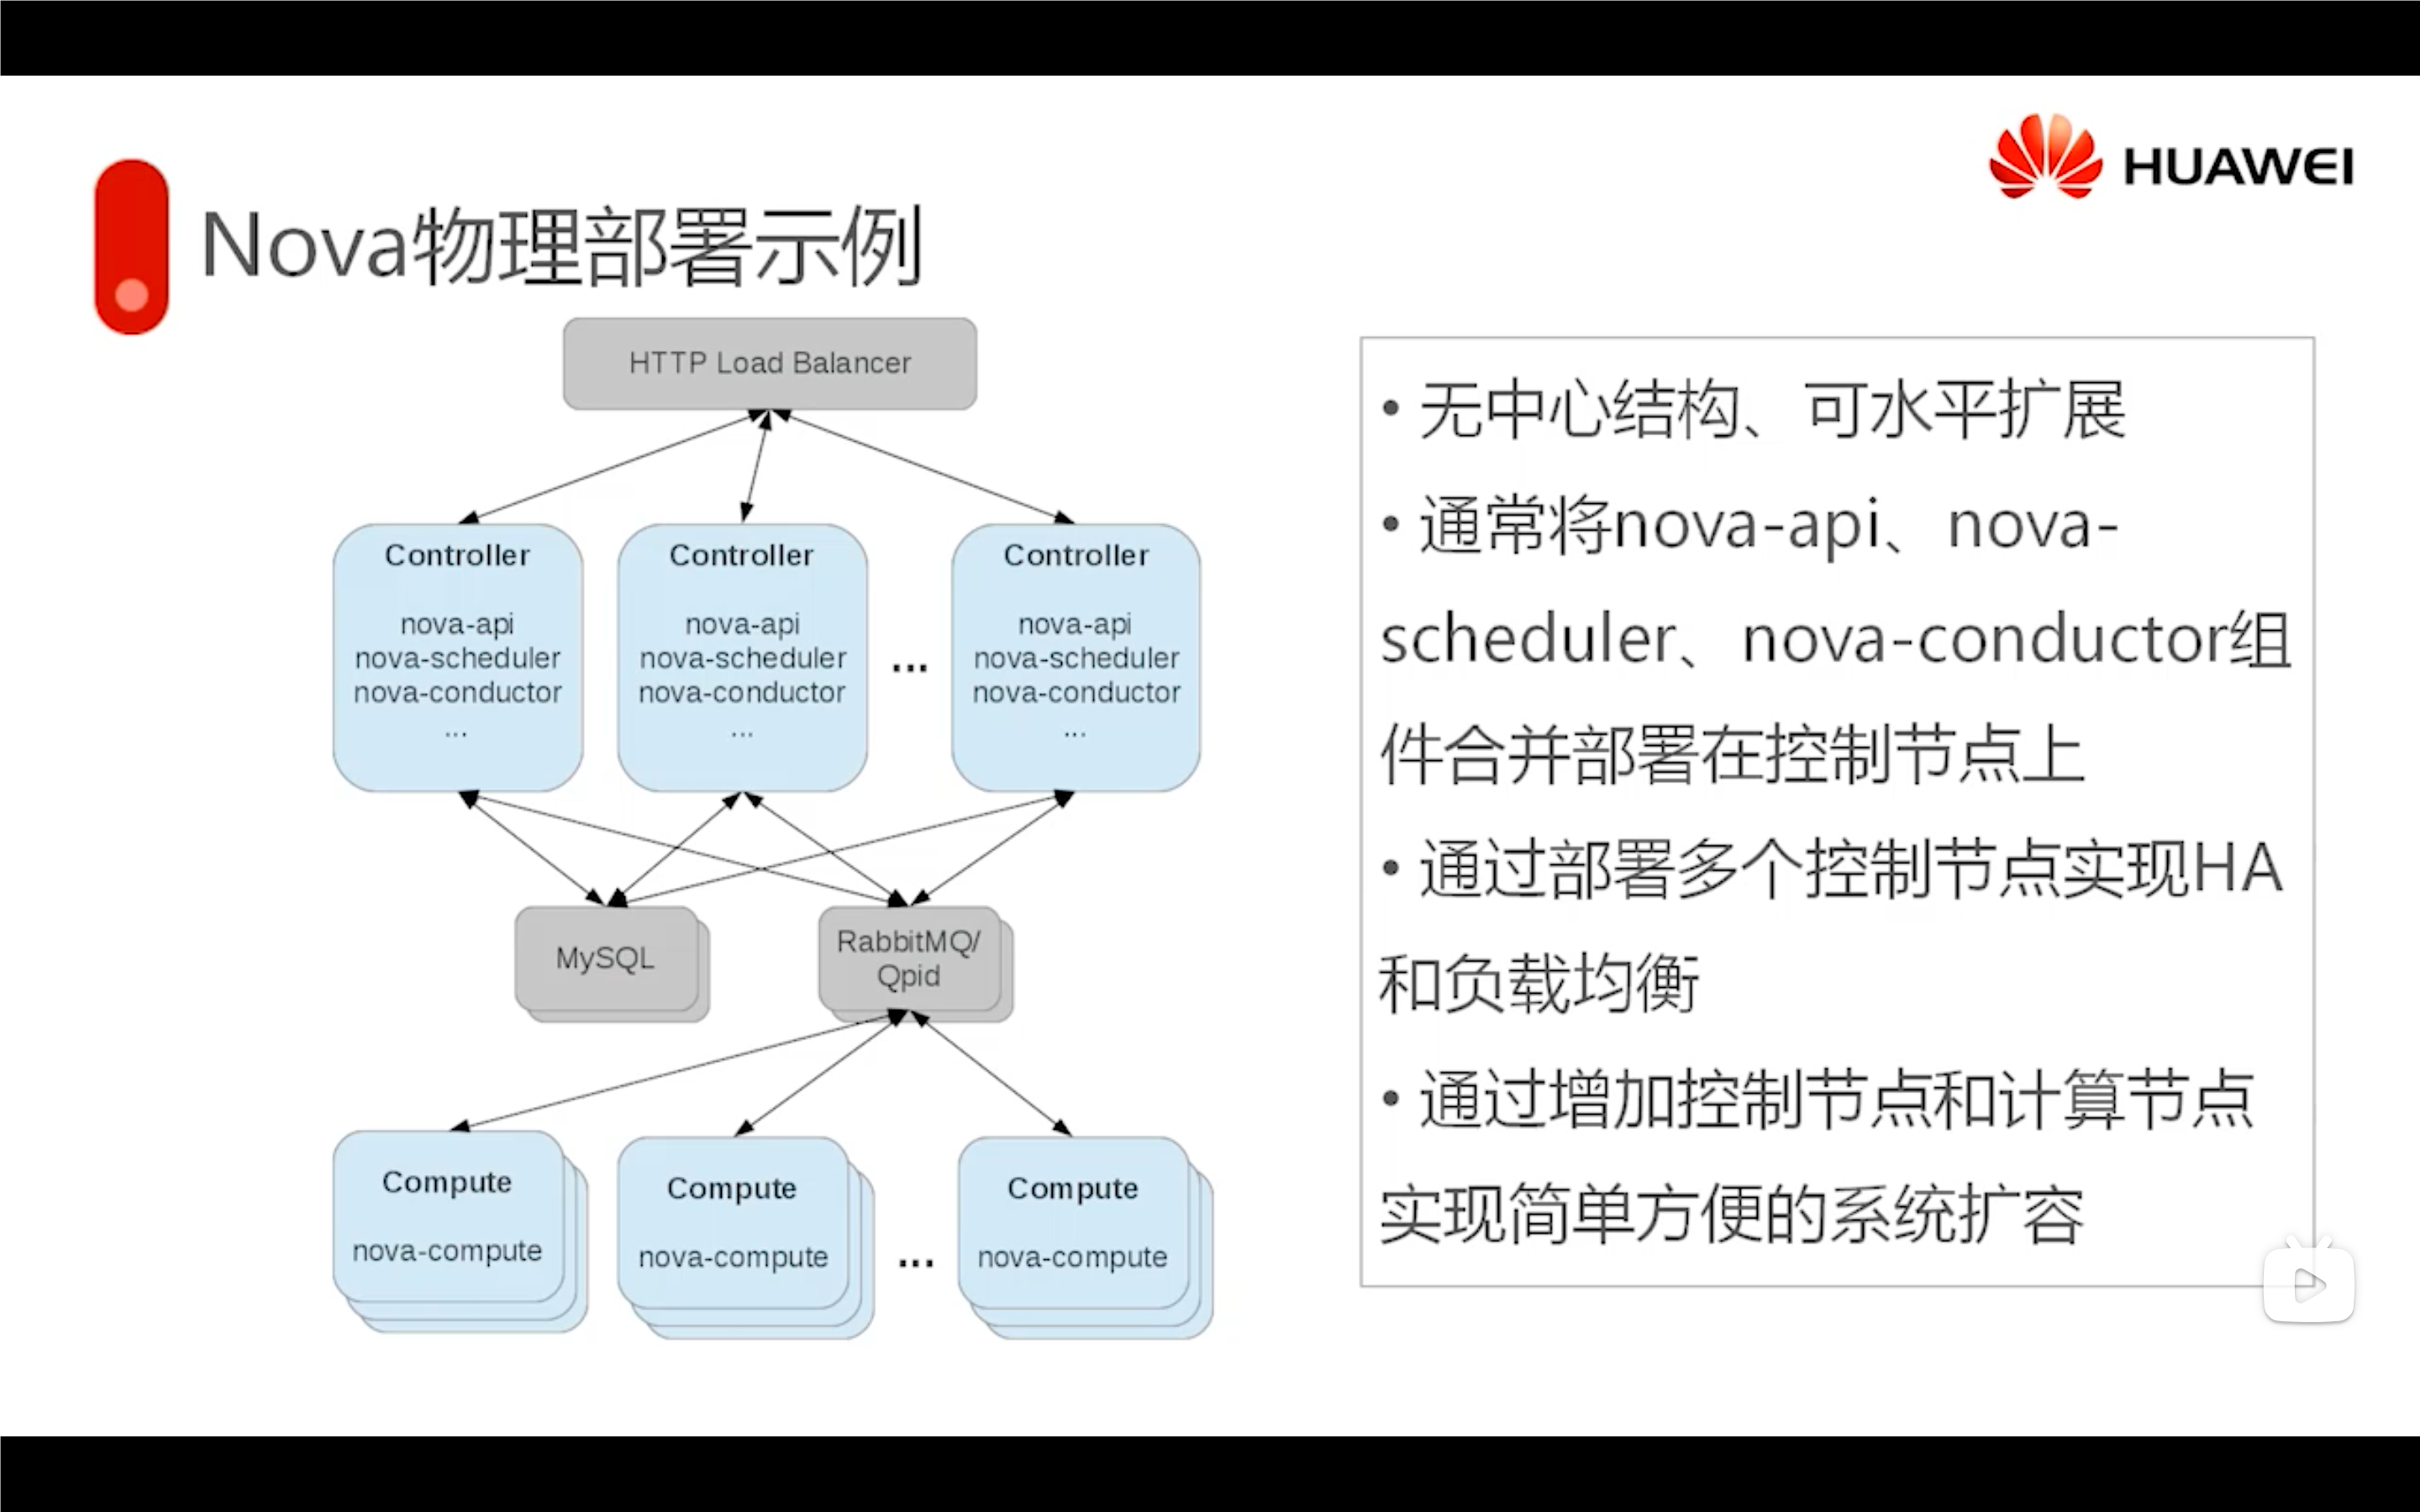 HUAWEI
Nova物理部署示例
HTTP Load Balancer
Controller
nova-api
nova-scheduler
nova-conductor
...
Controller
nova-api
nova-scheduler
nova-conductor
...
...
Controller
nova-api
nova-scheduler
nova-conductor
...
MySQL
RabbitMQ/
Qpid
Compute
nova-compute
Compute
nova-compute
...
Compute
nova-compute
• 无中心结构、可水平扩展
• 通常将nova-api、nova-
scheduler、nova-conductor组
件合并部署在控制节点上
• 通过部署多个控制节点实现HA
和负载均衡
• 通过增加控制节点和计算节点
实现简单方便的系统扩容